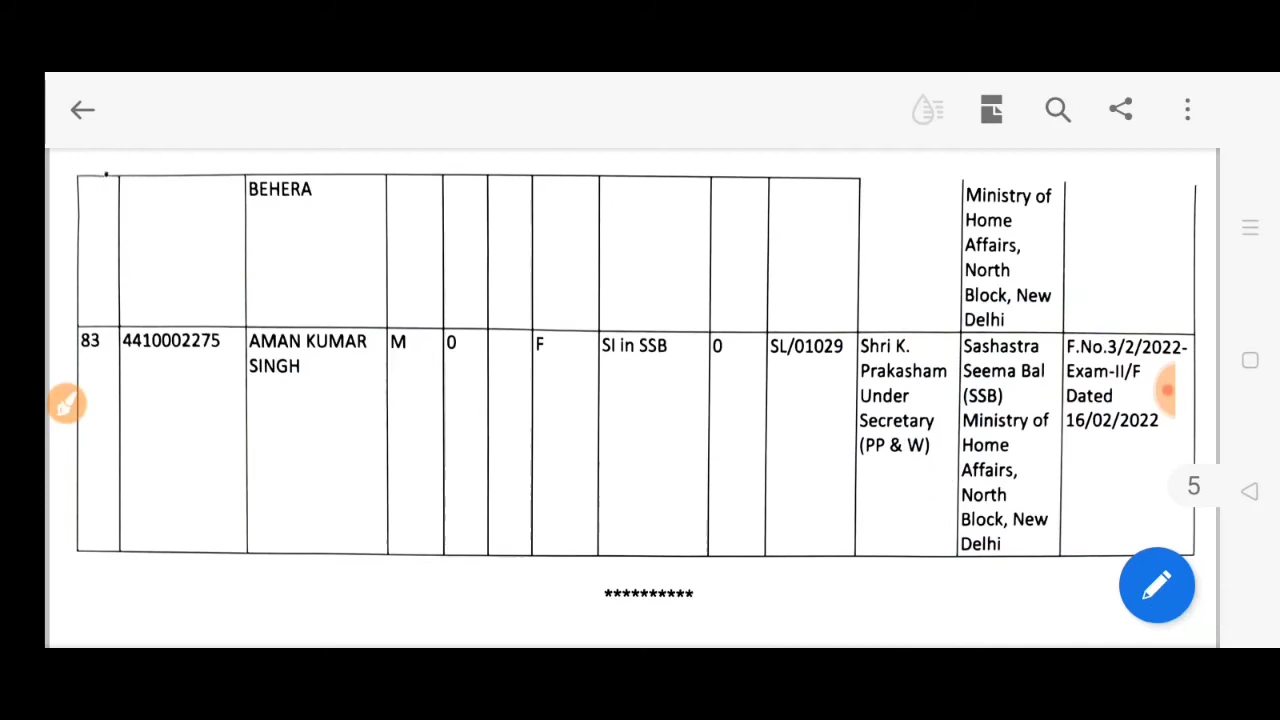 BEHERA
Ministry of
Home
Affairs,
North
Block, New
Delhi
83 4410002275 AMAN KUMAR SINGH M 0 F SI in SSB 0 SL/01029 Shri K. Prakasham Under Secretary (PP & W) Sashastra Seema Bal (SSB) Ministry of Home Affairs, North Block, New Delhi F.No.3/2/2022-Exam-II/F Dated 16/02/2022
**********
5